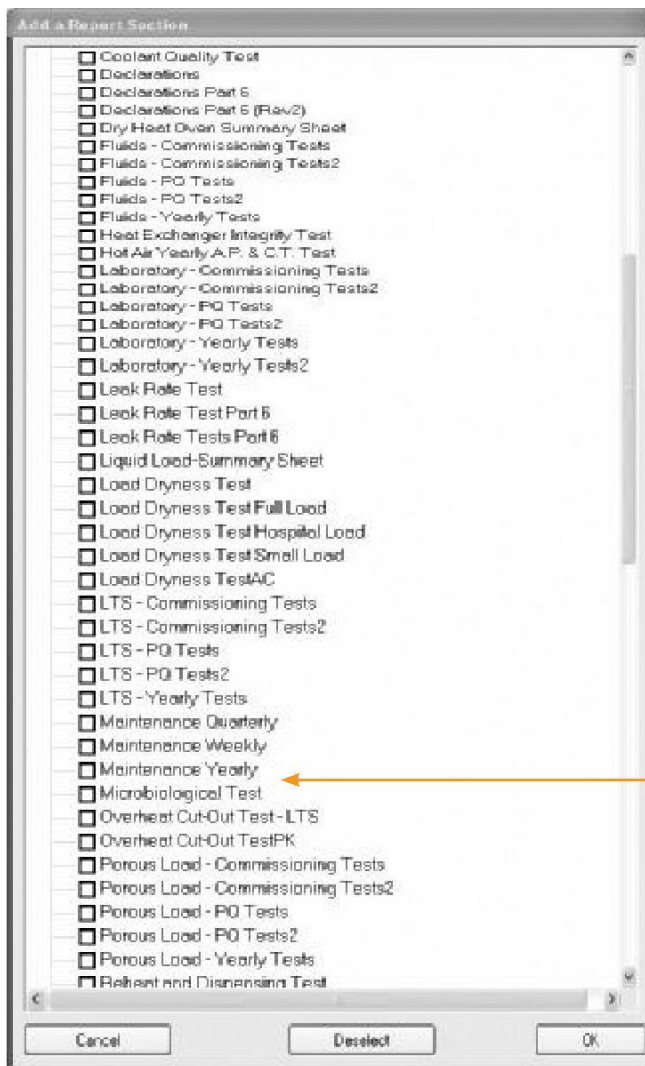 Add a Report Section
Coolant Quality Test
Declarations
Declarations Part 6
Declarations Part 6 (Rev2)
Dry Heat Oven Summary Sheet
Fluids - Commissioning Tests
Fluids - Commissioning Tests2
Fluids - PQ Tests
Fluids - PQ Tests2
Fluids - Yearly Tests
Heat Exchanger Integrity Test
Hot Air Yearly A.P. & C.T. Test
Laboratory - Commissioning Tests
Laboratory - Commissioning Tests2
Laboratory - PQ Tests
Laboratory - PQ Tests2
Laboratory - Yearly Tests
Laboratory - Yearly Tests2
Leak Rate Test
Leak Rate Test Part 6
Leak Rate Tests Part 6
Liquid Load-Summary Sheet
Load Dryness Test
Load Dryness Test Full Load
Load Dryness Test Hospital Load
Load Dryness Test Small Load
Load Dryness TestAC
LTS - Commissioning Tests
LTS - Commissioning Tests2
LTS - PQ Tests
LTS - PQ Tests2
LTS - Yearly Tests
Maintenance Quarterly
Maintenance Weekly
Maintenance Yearly
Microbiological Test
Overheat Cut-Out Test - LTS
Overheat Cut-Out TestPK
Porous Load - Commissioning Tests
Porous Load - Commissioning Tests2
Porous Load - PQ Tests
Porous Load - PQ Tests2
Porous Load - Yearly Tests
Reheat and Dispensing Test
Cancel Deselect OK